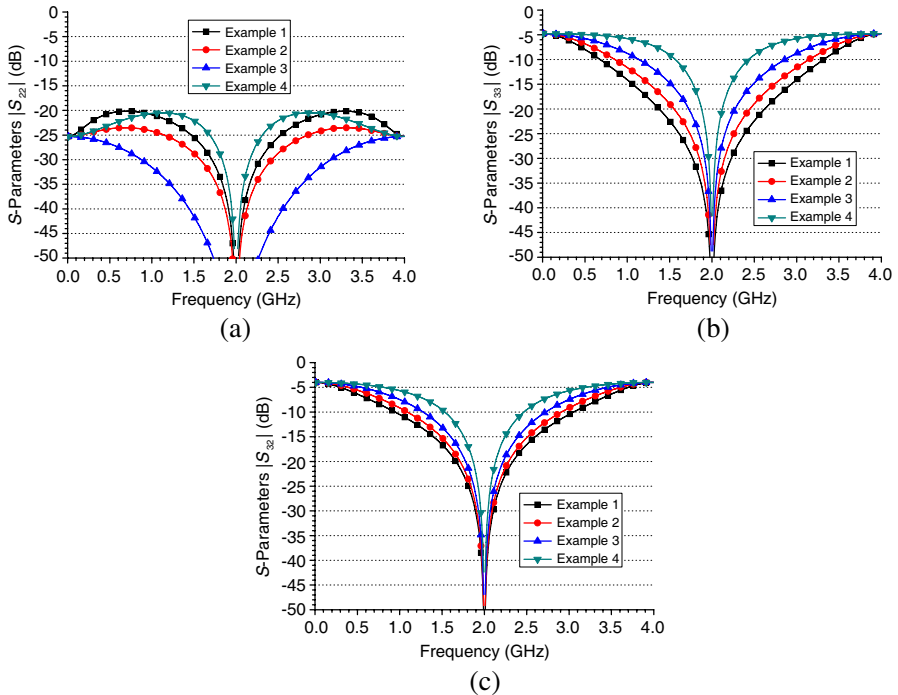 0
-5
-10
-15
-20
-25
-30
-35
-40
-45
-50
S-Parameters |S22| (dB)
Example 1
Example 2
Example 3
Example 4
0.0 0.5 1.0 1.5 2.0 2.5 3.0 3.5 4.0
Frequency (GHz)
(a)
0
-5
-10
-15
-20
-25
-30
-35
-40
-45
-50
S-Parameters |S33| (dB)
Example 1
Example 2
Example 3
Example 4
0.0 0.5 1.0 1.5 2.0 2.5 3.0 3.5 4.0
Frequency (GHz)
(b)
0
-5
-10
-15
-20
-25
-30
-35
-40
-45
-50
S-Parameters |S32| (dB)
Example 1
Example 2
Example 3
Example 4
0.0 0.5 1.0 1.5 2.0 2.5 3.0 3.5 4.0
Frequency (GHz)
(c)